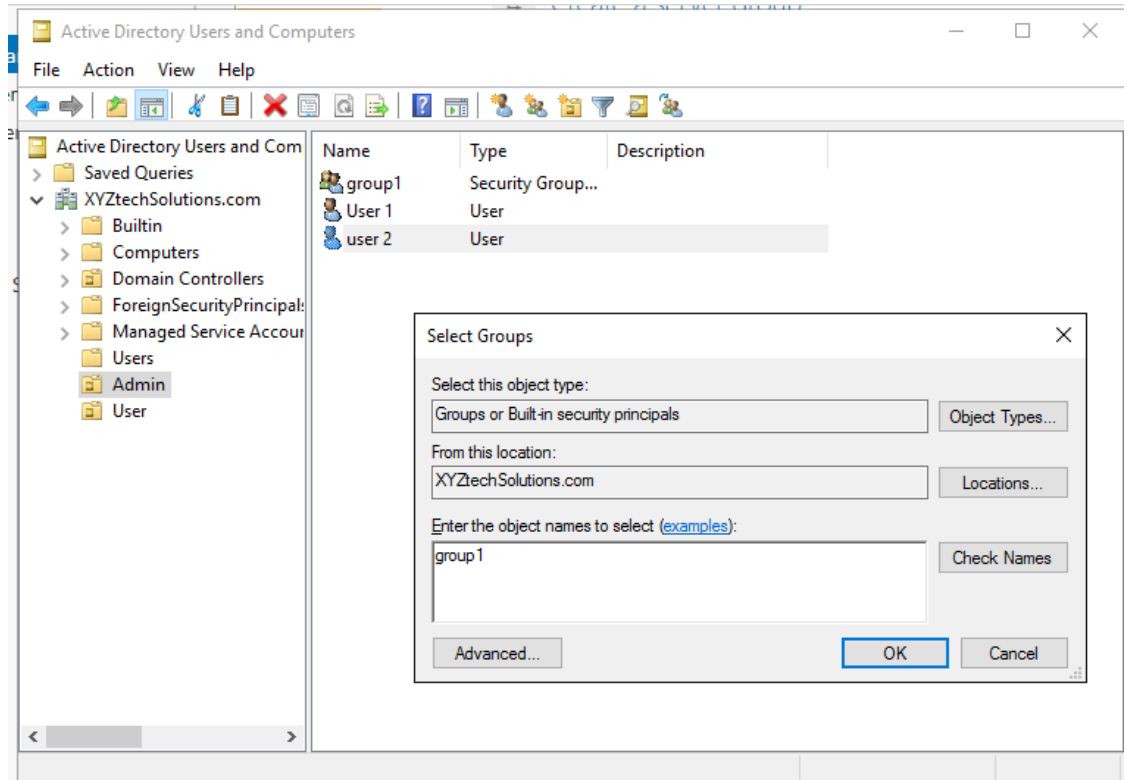 Create a server group
Active Directory Users and Computers
File Action View Help
Active Directory Users and Com
Saved Queries
XYZtechSolutions.com
Builtin
Computers
Domain Controllers
ForeignSecurityPrincipal
Managed Service Accour
Users
Admin
User
Name Type Description
group1 Security Group...
User 1 User
user 2 User
Select Groups
Select this object type:
Groups or Built-in security principals
Object Types...
From this location:
XYZtechSolutions.com
Locations...
Enter the object names to select (examples):
group1
Check Names
Advanced...
OK
Cancel